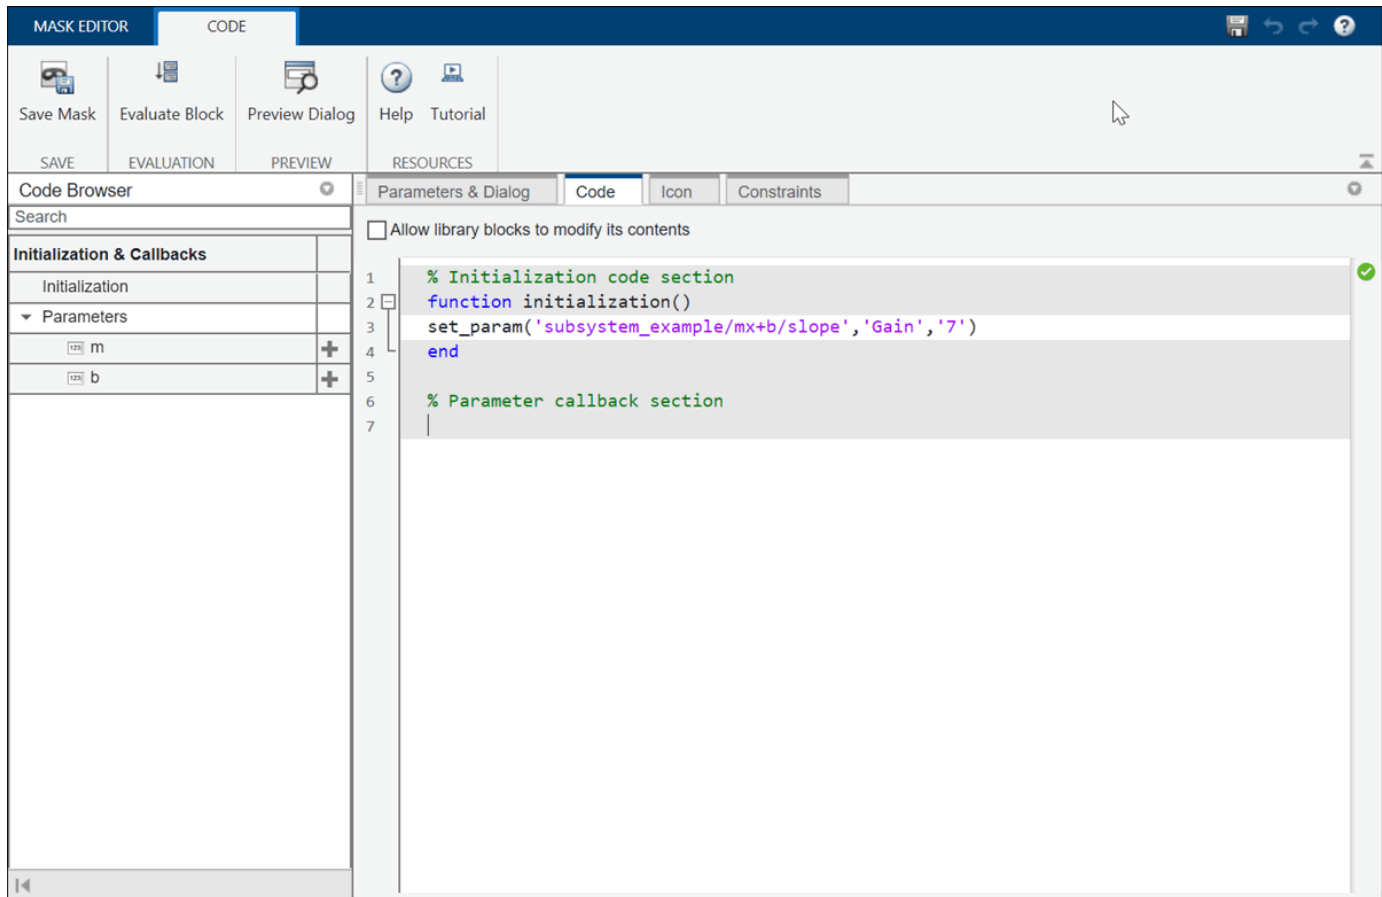 MASK EDITOR CODE
Save Mask Evaluate Block Preview Dialog Help Tutorial
SAVE EVALUATION PREVIEW RESOURCES
Code Browser
Search
Initialization & Callbacks
Initialization
Parameters
m
b
Parameters & Dialog Code Icon Constraints
Allow library blocks to modify its contents
1 % Initialization code section
2 function initialization()
3 set_param('subsystem_example/mx+b/slope','Gain','7')
4 end
5
6 % Parameter callback section
7